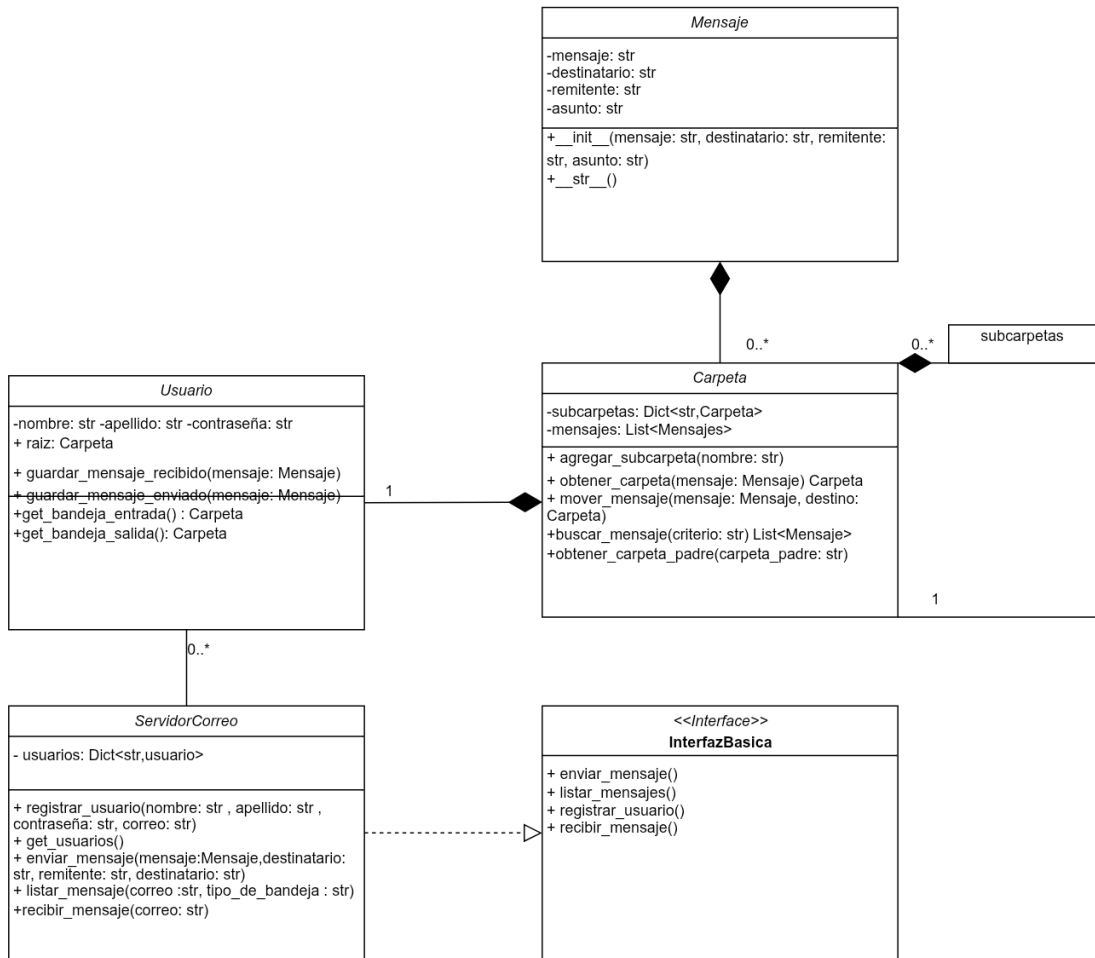 Mensaje
-mensaje: str
-destinatario: str
-remitente: str
-asunto: str
+__init__(mensaje: str, destinatario: str, remitente:
str, asunto: str)
+__str__()
0..*
0..*
subcarpetas
Usuario
-nombre: str -apellido: str -contraseña: str
+ raiz: Carpeta
+ guardar_mensaje_recibido(mensaje: Mensaje)
+ guardar_mensaje_enviado(mensaje: Mensaje)
+get_bandeja_entrada() : Carpeta
+get_bandeja_salida(): Carpeta
1
Carpeta
-subcarpetas: Dict<str,Carpeta>
-mensajes: List<Mensajes>
+ agregar_subcarpeta(nombre: str)
+ obtener_carpeta(mensaje: Mensaje) Carpeta
+ mover_mensaje(mensaje: Mensaje, destino:
Carpeta)
+buscar_mensaje(criterio: str) List<Mensaje>
+obtener_carpeta_padre(carpeta_padre: str)
1
0..*
ServidorCorreo
- usuarios: Dict<str,usuario>
+ registrar_usuario(nombre: str , apellido: str ,
contraseña: str, correo: str)
+ get_usuarios()
+ enviar_mensaje(mensaje:Mensaje,destinatario:
str, remitente: str, destinatario: str)
+ listar_mensaje(correo :str, tipo_de_bandeja : str)
+recibir_mensaje(correo: str)
<<Interface>>
InterfazBasica
+ enviar_mensaje()
+ listar_mensajes()
+ registrar_usuario()
+ recibir_mensaje()